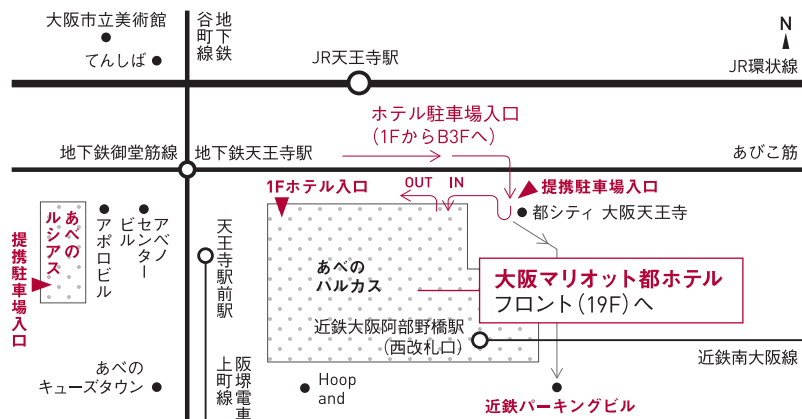 大阪市立美術館
てんしば
地下鉄
谷町線
JR天王寺駅
N
JR環状線
ホテル駐車場入口
(1FからB3Fへ)
地下鉄御堂筋線
地下鉄天王寺駅
あびこ筋
1Fホテル入口
OUT
IN
提携駐車場入口
都シティ 大阪天王寺
あべの
ルシアス
提携駐車場入口
アポロビル
アベノ
センター
ビル
天王寺駅前駅
あべの
ハルカス
大阪マリオット都ホテル
フロント(19F)へ
近鉄大阪阿部野橋駅
(西改札口)
近鉄南大阪線
あべの
キューズタウン
阪堺電車
上町線
Hoop
and
近鉄パーキングビル